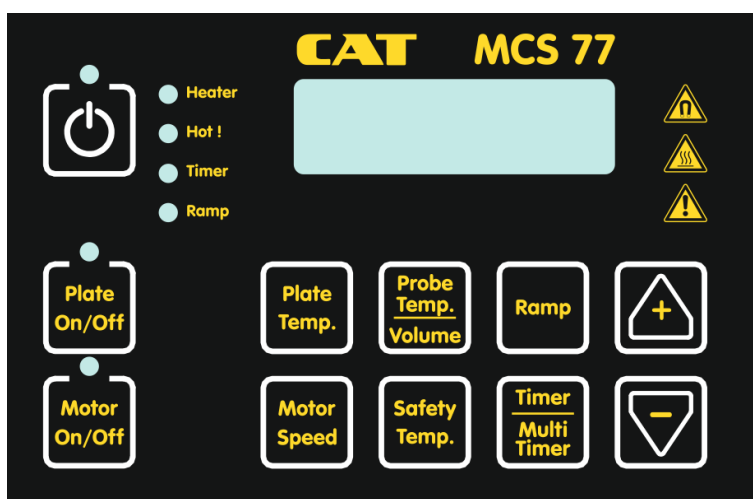 CAT MCS 77
Heater
Hot !
Timer
Ramp
Plate
On/Off
Plate
Temp.
Probe
Temp.
Volume
Ramp
+
Motor
On/Off
Motor
Speed
Safety
Temp.
Timer
Multi
Timer
-